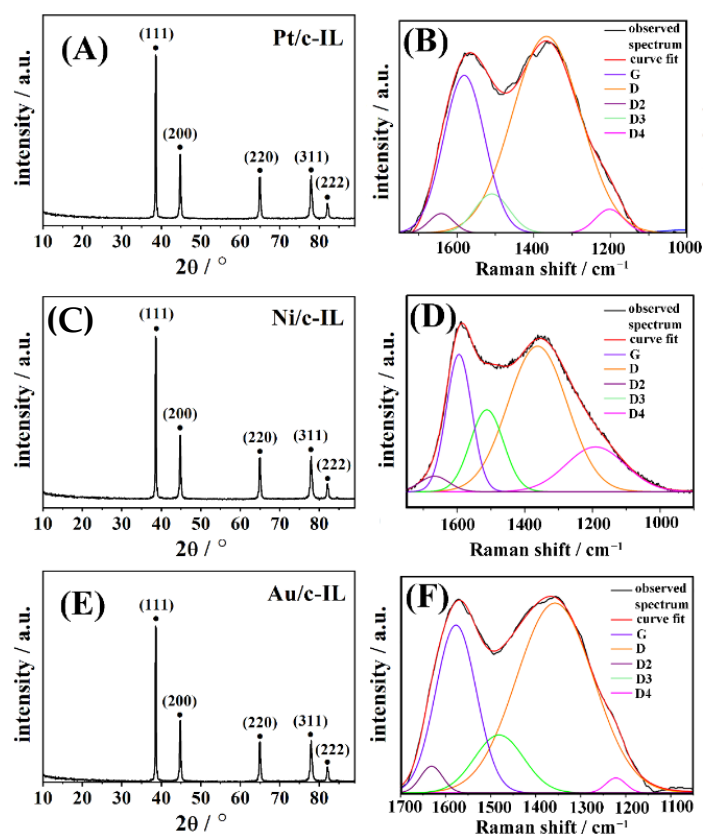 (A)
Pt/c-IL
(111)
(200)
(220)
(311)
(222)
intensity / a.u.
10 20 30 40 50 60 70 80
2θ / °
(B)
observed
spectrum
curve fit
G
D
D2
D3
D4
intensity / a.u.
1600 1400 1200 1000
Raman shift / cm⁻¹
(C)
Ni/c-IL
(111)
(200)
(220)
(311)
(222)
intensity / a.u.
10 20 30 40 50 60 70 80
2θ / °
(D)
observed
spectrum
curve fit
G
D
D2
D3
D4
intensity / a.u.
1600 1400 1200 1000
Raman shift / cm⁻¹
(E)
Au/c-IL
(111)
(200)
(220)
(311)
(222)
intensity / a.u.
10 20 30 40 50 60 70 80
2θ / °
(F)
observed
spectrum
curve fit
G
D
D2
D3
D4
intensity / a.u.
1700 1600 1500 1400 1300 1200 1100
Raman shift / cm⁻¹